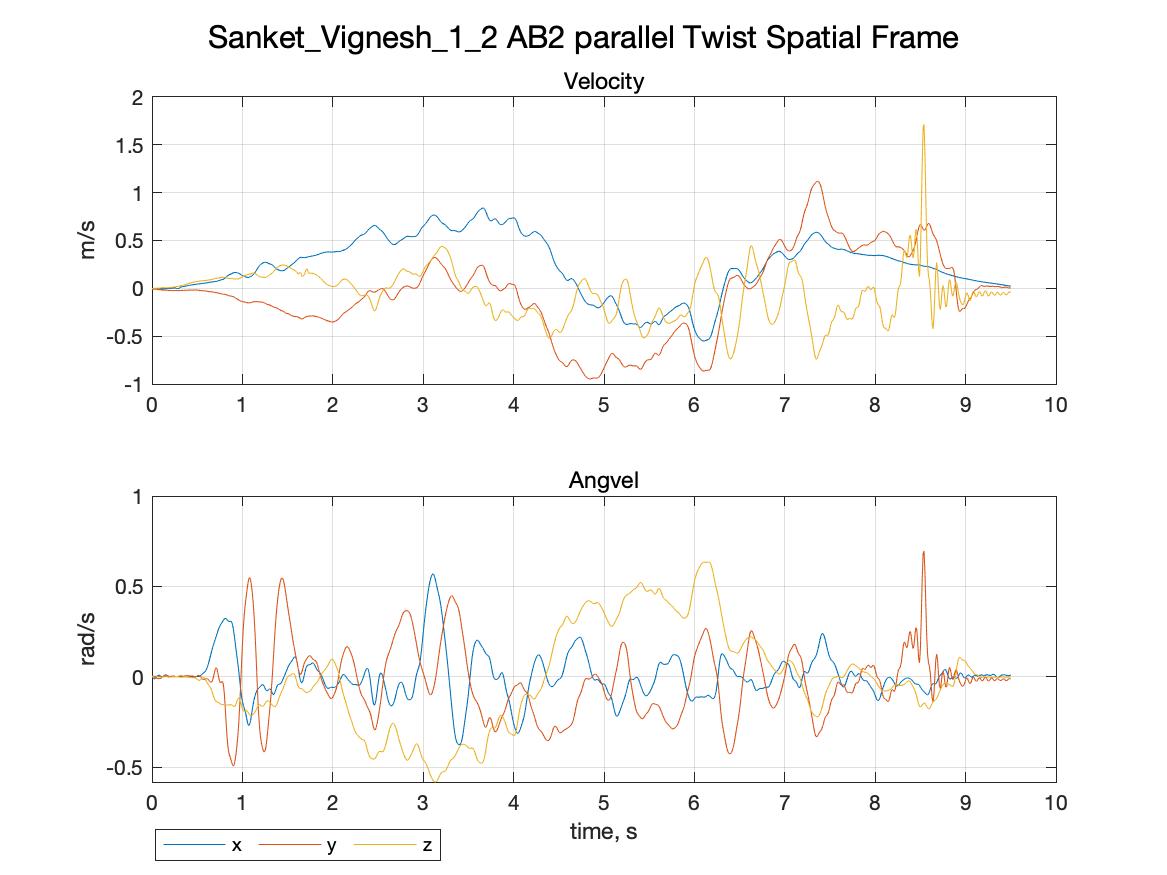 Sanket_Vignesh_1_2 AB2 parallel Twist Spatial Frame
Velocity
2
1.5
1
0.5
0
-0.5
-1
m/s
0 1 2 3 4 5 6 7 8 9 10
Angvel
1
0.5
0
-0.5
rad/s
0 1 2 3 4 5 6 7 8 9 10
time, s
x y z